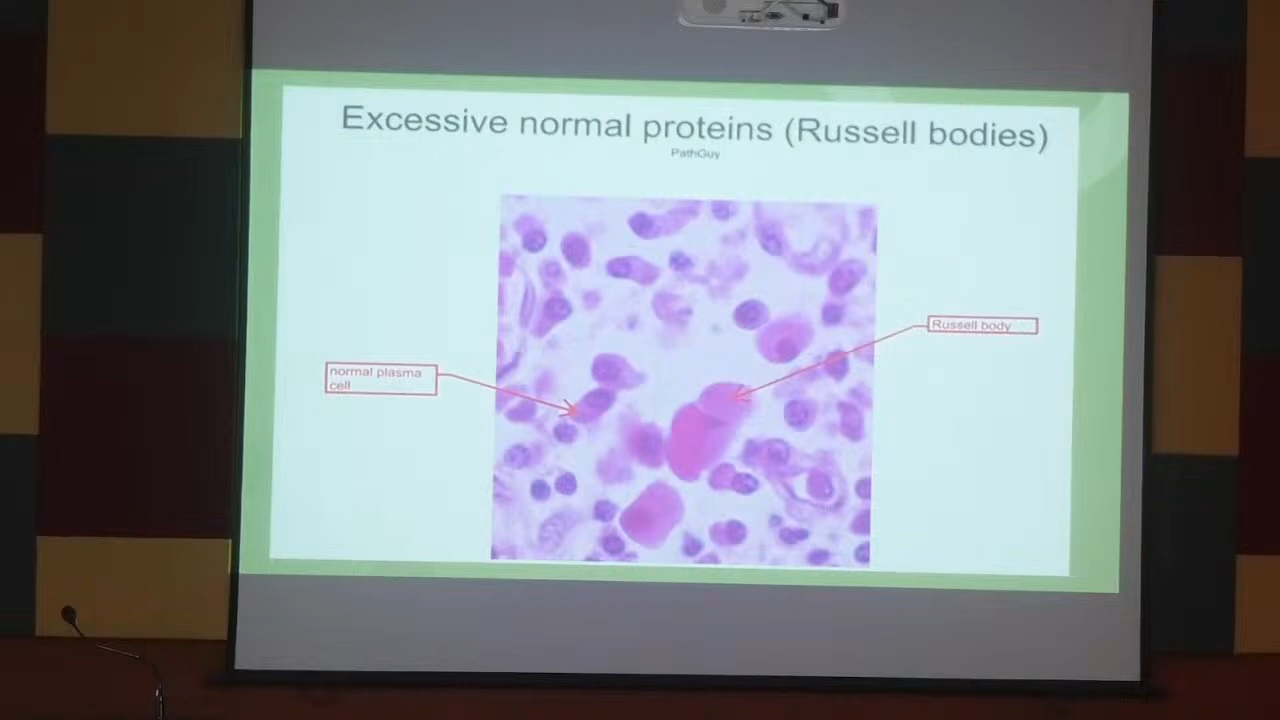 Excessive normal proteins (Russell bodies)
PathGuy
Russell body
normal plasma
cell